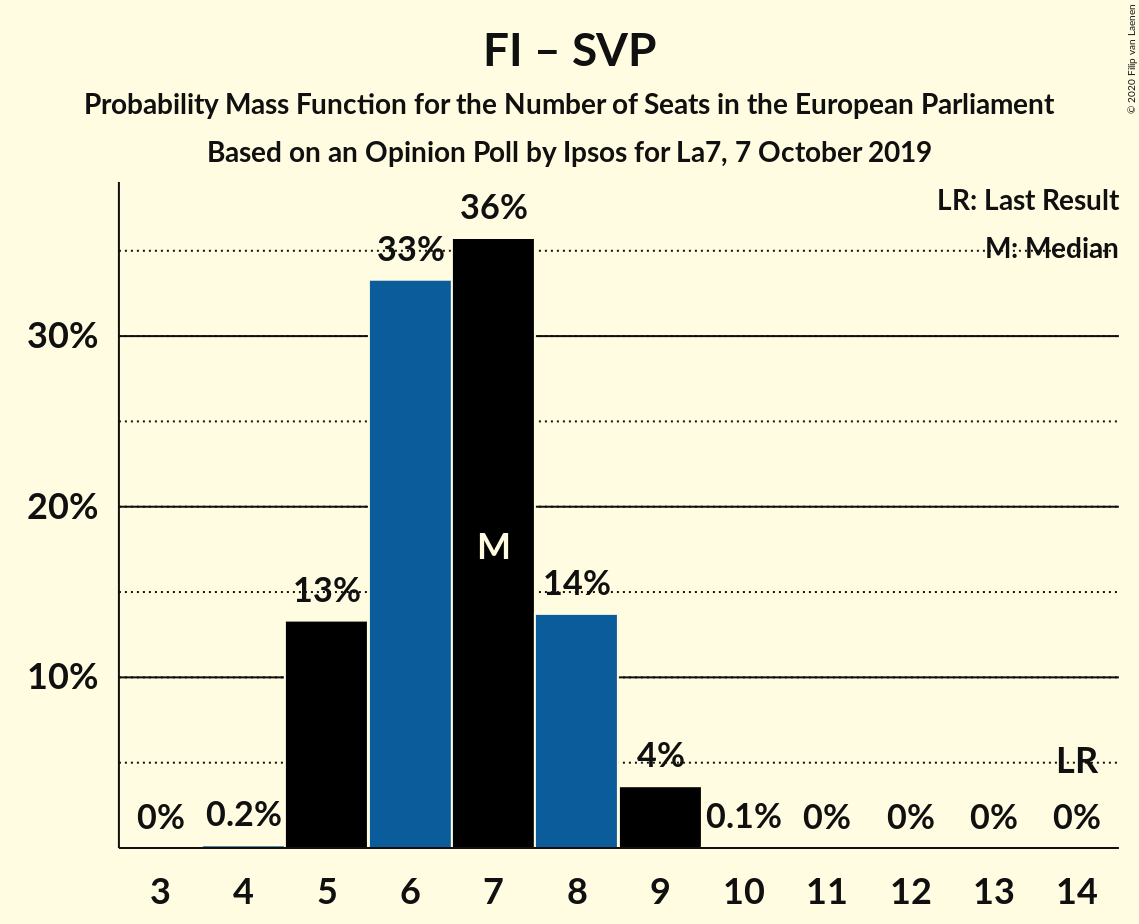 FI – SVP
Probability Mass Function for the Number of Seats in the European Parliament
Based on an Opinion Poll by Ipsos for La7, 7 October 2019
© 2020 Filip van Laenen
LR: Last Result
M: Median
36%
33%
30%
20%
M
13%
14%
10%
4%
LR
0%
0.2%
0.1%
0%
0%
0%
0%
3 4 5 6 7 8 9 10 11 12 13 14